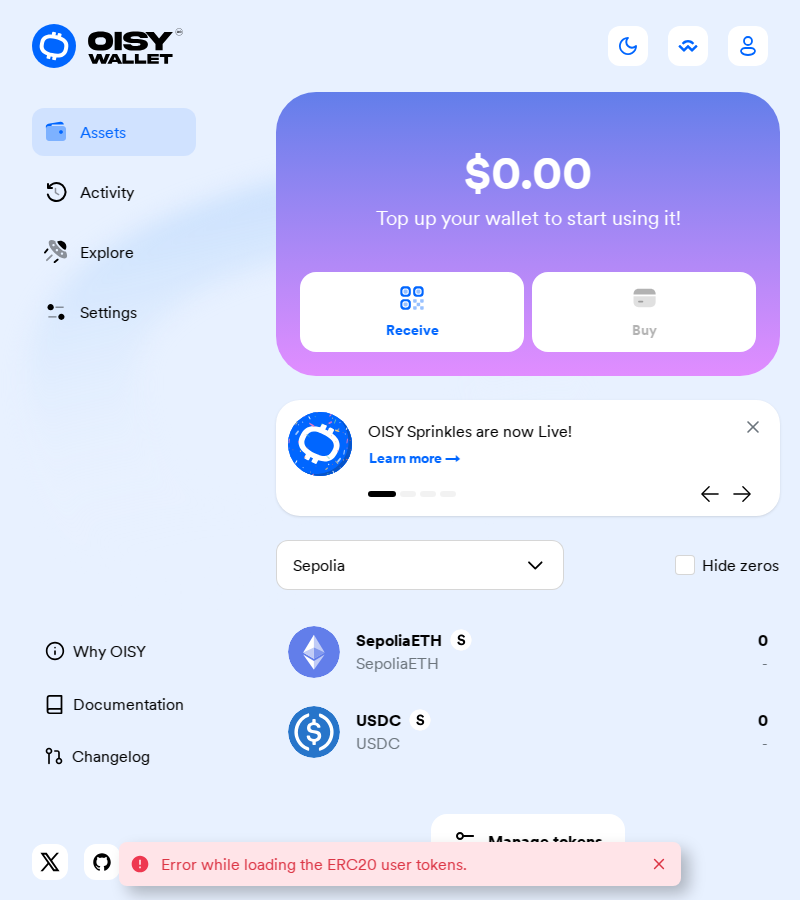 OISY
WALLET
Assets
Activity
Explore
Settings
$0.00
Top up your wallet to start using it!
Receive
Buy
OISY Sprinkles are now Live!
Learn more →
Sepolia
Hide zeros
SepoliaETH S
0
SepoliaETH
-
USDC S
0
USDC
-
Why OISY
Documentation
Changelog
Manage tokens
Error while loading the ERC20 user tokens.